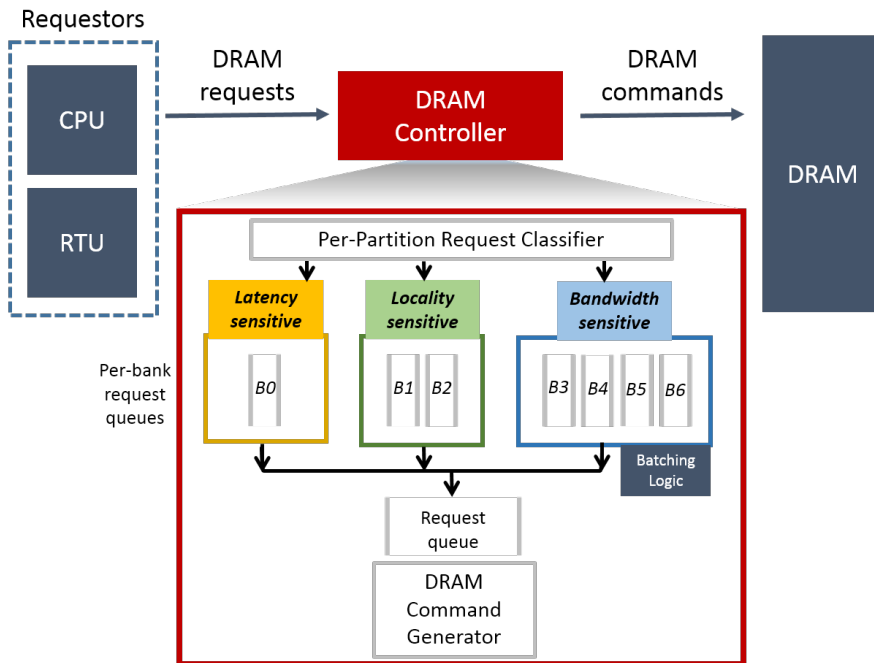 Requestors
CPU
RTU
DRAM
requests
DRAM
Controller
DRAM
commands
DRAM
Per-Partition Request Classifier
Latency
sensitive
Locality
sensitive
Bandwidth
sensitive
Per-bank
request
queues
B0
B1
B2
B3
B4
B5
B6
Batching
Logic
Request
queue
DRAM
Command
Generator